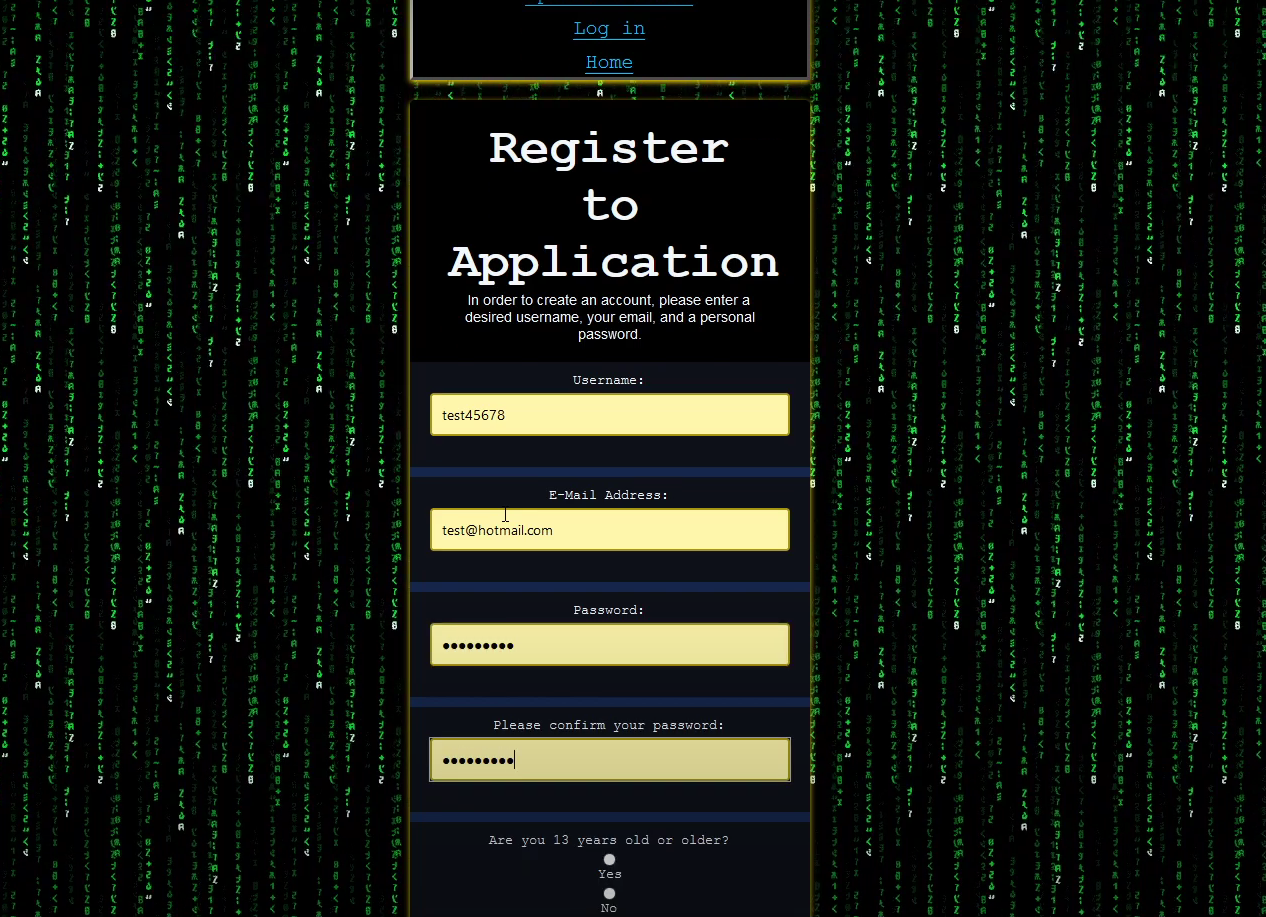 Log in
Home
Register
to
Application
In order to create an account, please enter a
desired username, your email, and a personal
password.
Username:
test45678
E-Mail Address:
test@hotmail.com
Password:
●●●●●●●●●
Please confirm your password:
●●●●●●●●●
Are you 13 years old or older?
Yes
No